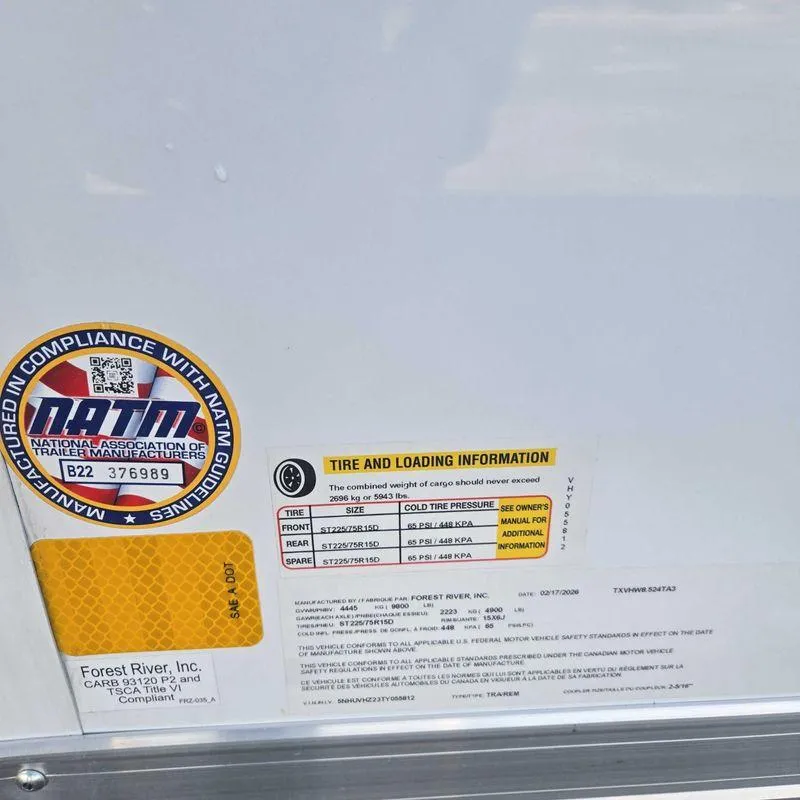 MANUFACTURED IN COMPLIANCE WITH NATM GUIDELINES
NATM
NATIONAL ASSOCIATION OF
TRAILER MANUFACTURERS
B22 376989
SAE A DOT
Forest River, Inc.
CARB 93120 P2 and
TSCA Title VI
Compliant
FRZ-035_A
TIRE AND LOADING INFORMATION
The combined weight of cargo should never exceed
2696 kg or 5943 lbs.
TIRE SIZE COLD TIRE PRESSURE
FRONT ST225/75R15D 65 PSI / 448 KPA
REAR ST225/75R15D 65 PSI / 448 KPA
SPARE ST225/75R15D 65 PSI / 448 KPA
SEE OWNER'S
MANUAL FOR
ADDITIONAL
INFORMATION
VHY055812
MANUFACTURED BY / FABRIQUE PAR: FOREST RIVER, INC. DATE: 02/17/2026 TXVHW8.524TA3
GVWR/PNBV: 4445 KG ( 9800 LB)
GAWR(EACH AXLE)/PNBE(CHAQUE ESSIEU): 2223 KG ( 4900 LB)
TIRES/PNEU: ST225/75R15D RIM/JANTE: 15X6J
COLD INFL. PRESS./PRESS. DE GONFL. À FROID: 448 KPA ( 65 PSI/LPC)
THIS VEHICLE CONFORMS TO ALL APPLICABLE U.S. FEDERAL MOTOR VEHICLE SAFETY STANDARDS IN EFFECT ON THE DATE
OF MANUFACTURE SHOWN ABOVE.
THIS VEHICLE CONFORMS TO ALL APPLICABLE STANDARDS PRESCRIBED UNDER THE CANADIAN MOTOR VEHICLE
SAFETY REGULATIONS IN EFFECT ON THE DATE OF MANUFACTURE.
CE VÉHICULE EST CONFORME À TOUTES LES NORMES QUI LUI SONT APPLICABLES EN VERTU DU RÈGLEMENT SUR LA
SÉCURITÉ DES VÉHICULES AUTOMOBILES DU CANADA EN VIGUEUR À LA DATE DE SA FABRICATION.
V.I.N./N.I.V. 5NHUVHZ23TY055812 TYPE/TYPE: TRA/REM COUPLER SIZE/TAILLE DU COUPLECK: 2-5/16"